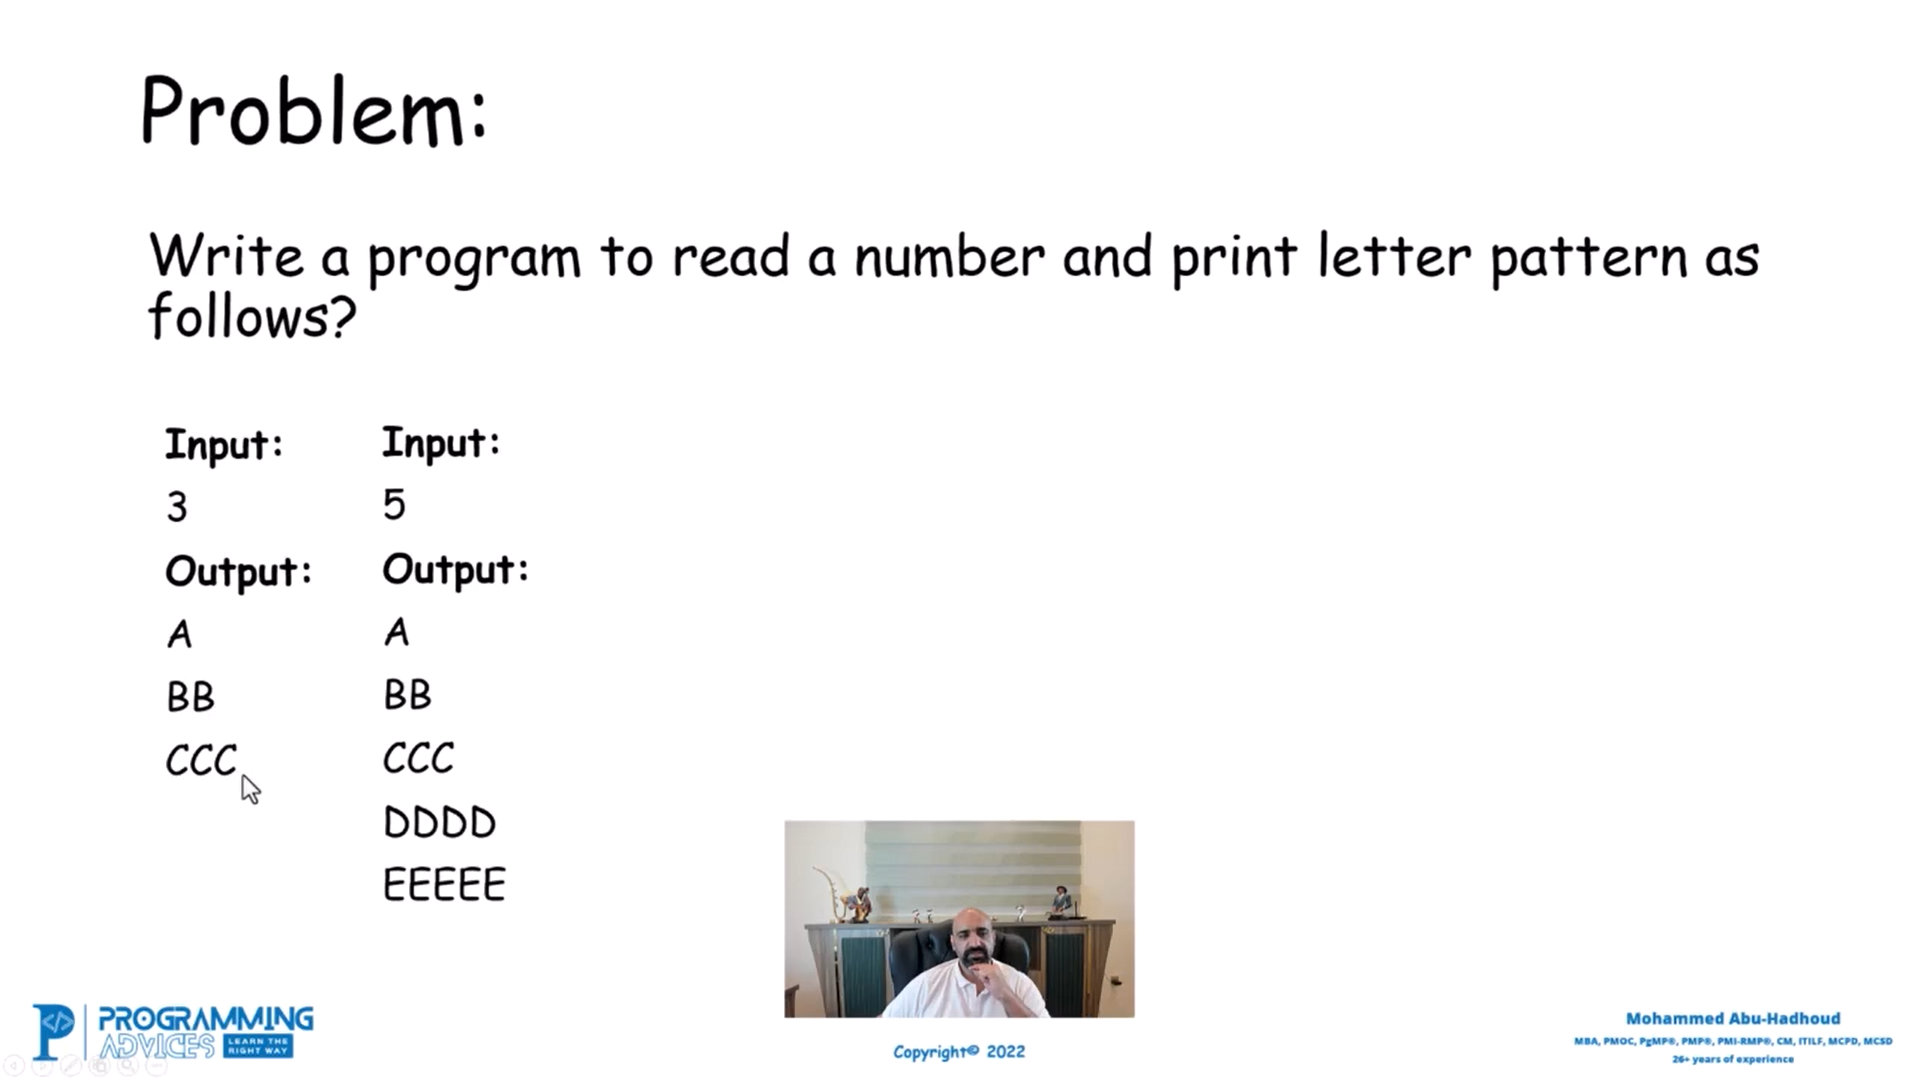 Problem:
Write a program to read a number and print letter pattern as
follows?
Input:
3
Output:
A
BB
CCC
Input:
5
Output:
A
BB
CCC
DDDD
EEEEE
PROGRAMMING
ADVICES
LEARN THE
RIGHT WAY
Copyright© 2022
Mohammed Abu-Hadhoud
MBA, PMOC, PgMP®, PMP®, PMI-RMP®, CM, ITILF, MCPD, MCSD
26+ years of experience